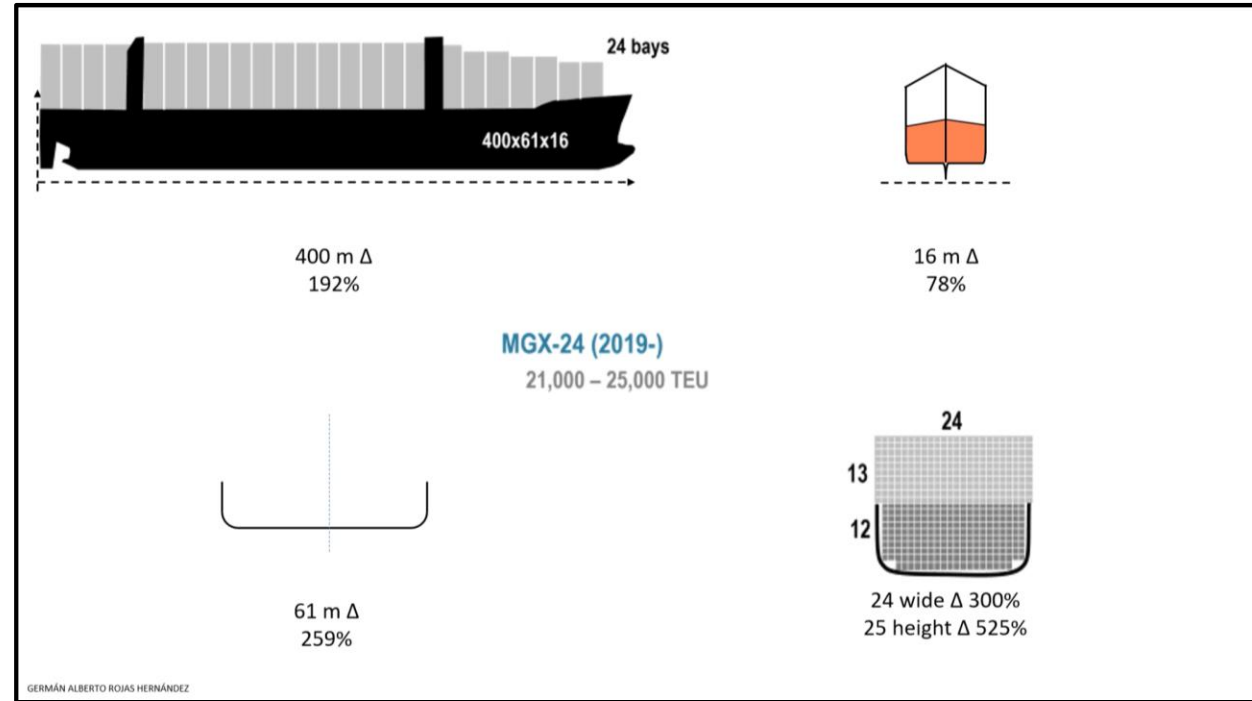 24 bays
400x61x16
400 m Δ
192%
16 m Δ
78%
MGX-24 (2019-)
21,000 – 25,000 TEU
61 m Δ
259%
24
13
12
24 wide Δ 300%
25 height Δ 525%
GERMÁN ALBERTO ROJAS HERNÁNDEZ